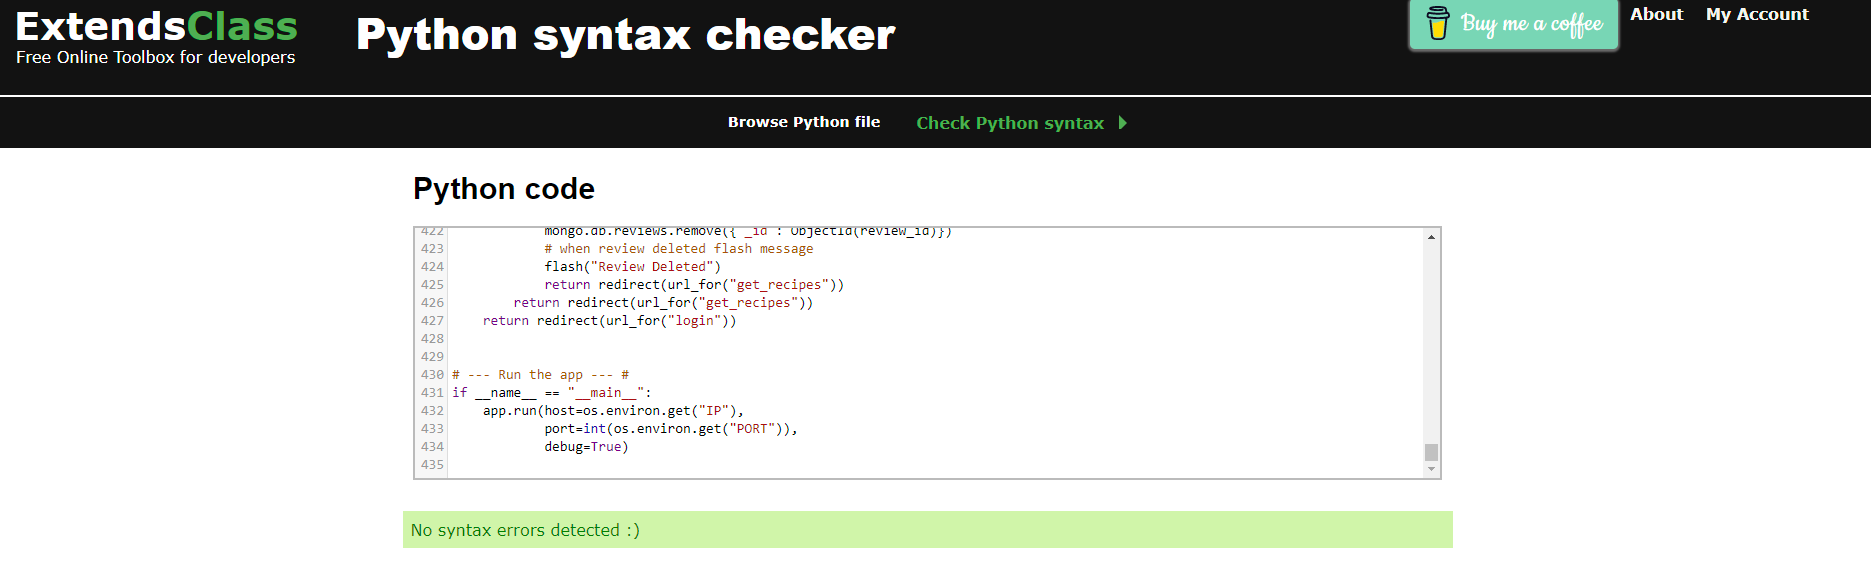 ExtendsClass
Free Online Toolbox for developers
Python syntax checker
Buy me a coffee
About
My Account
Browse Python file
Check Python syntax
Python code
422 mongo.db.reviews.remove({"_id": ObjectId(review_id)})
423 # when review deleted flash message
424 flash("Review Deleted")
425 return redirect(url_for("get_recipes"))
426 return redirect(url_for("get_recipes"))
427 return redirect(url_for("login"))
428
429
430 # --- Run the app --- #
431 if __name__ == "__main__":
432 app.run(host=os.environ.get("IP"),
433 port=int(os.environ.get("PORT")),
434 debug=True)
435
No syntax errors detected :)